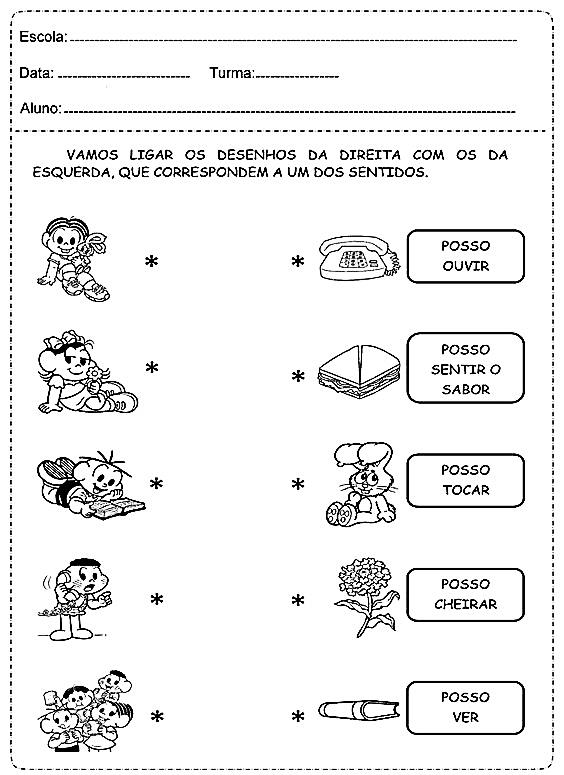 Escola:
Data: Turma:
Aluno:
VAMOS LIGAR OS DESENHOS DA DIREITA COM OS DA
ESQUERDA, QUE CORRESPONDEM A UM DOS SENTIDOS.
* * POSSO
OUVIR
* * POSSO
SENTIR O
SABOR
* * POSSO
TOCAR
* * POSSO
CHEIRAR
* * POSSO
VER